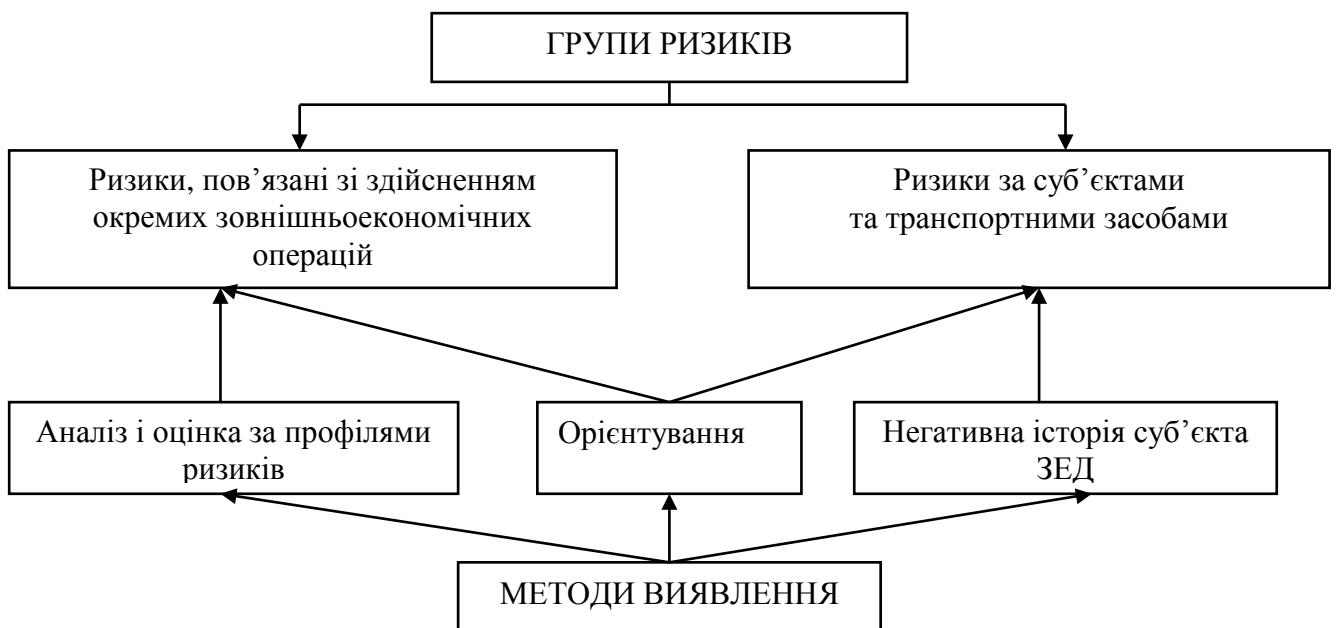 ГРУПИ РИЗИКІВ
Ризики, пов’язані зі здійсненням
окремих зовнішньоекономічних
операцій
Ризики за суб’єктами
та транспортними засобами
Аналіз і оцінка за профілями
ризиків
Орієнтування
Негативна історія суб’єкта
ЗЕД
МЕТОДИ ВИЯВЛЕННЯ